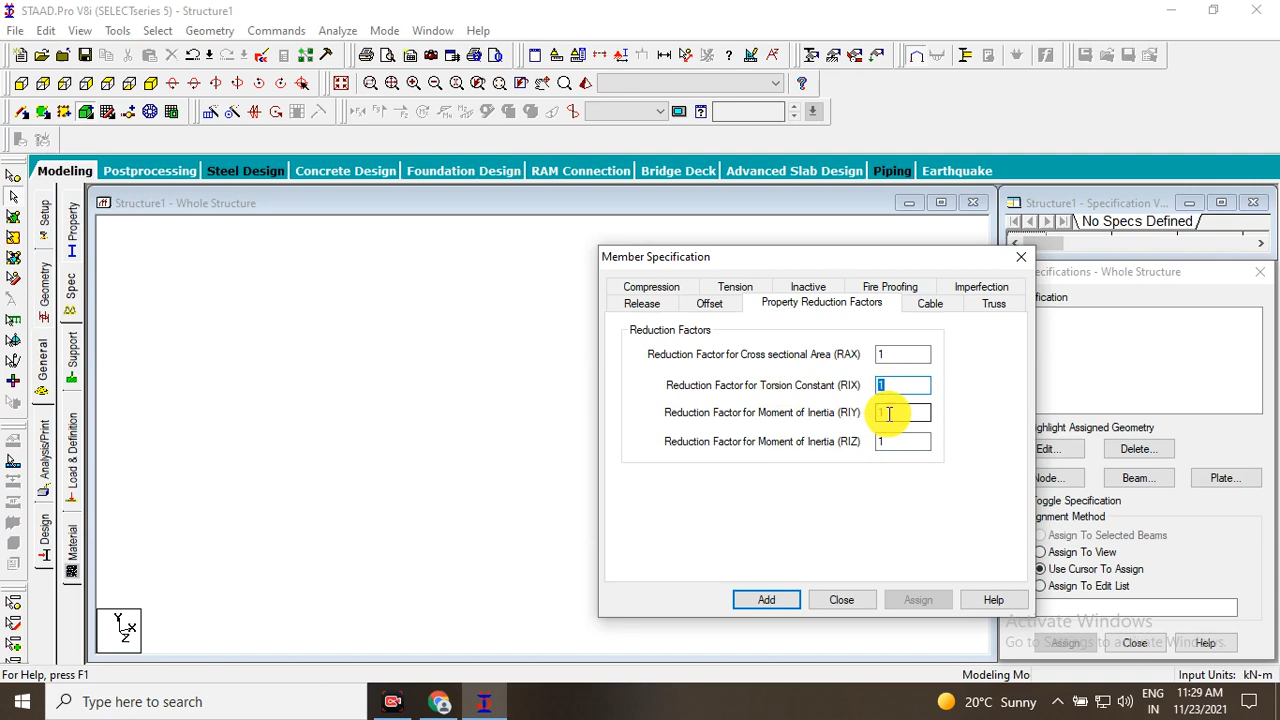 STAAD.Pro V8i (SELECTseries 5) - Structure1
File Edit View Tools Select Geometry Commands Analyze Mode Window Help
Modeling Postprocessing Steel Design Concrete Design Foundation Design RAM Connection Bridge Deck Advanced Slab Design Piping Earthquake
Structure1 - Whole Structure
Structure1 - Specification V...
No Specs Defined
Setup
Geometry
General
Analysis/Print
Design
Property
Spec
Support
Load & Definition
Material
Member Specification
Compression Tension Inactive Fire Proofing Imperfection
Release Offset Property Reduction Factors Cable Truss
Reduction Factors
Reduction Factor for Cross sectional Area (RAX) 1
Reduction Factor for Torsion Constant (RIX) 1
Reduction Factor for Moment of Inertia (RIY) 1
Reduction Factor for Moment of Inertia (RIZ) 1
Add Close Assign Help
ecifications - Whole Structure
ification
ighlight Assigned Geometry
Edit... Delete...
Node... Beam... Plate...
Toggle Specification
gnment Method
Assign To Selected Beams
Assign To View
Use Cursor To Assign
Assign To Edit List
Activate Windows
Go to Settings to activate Windows.
Assign Close Help
Y
X
Z
For Help, press F1
Modeling Mo
Input Units: kN-m
Type here to search
20°C Sunny
ENG
IN
11:29 AM
11/23/2021